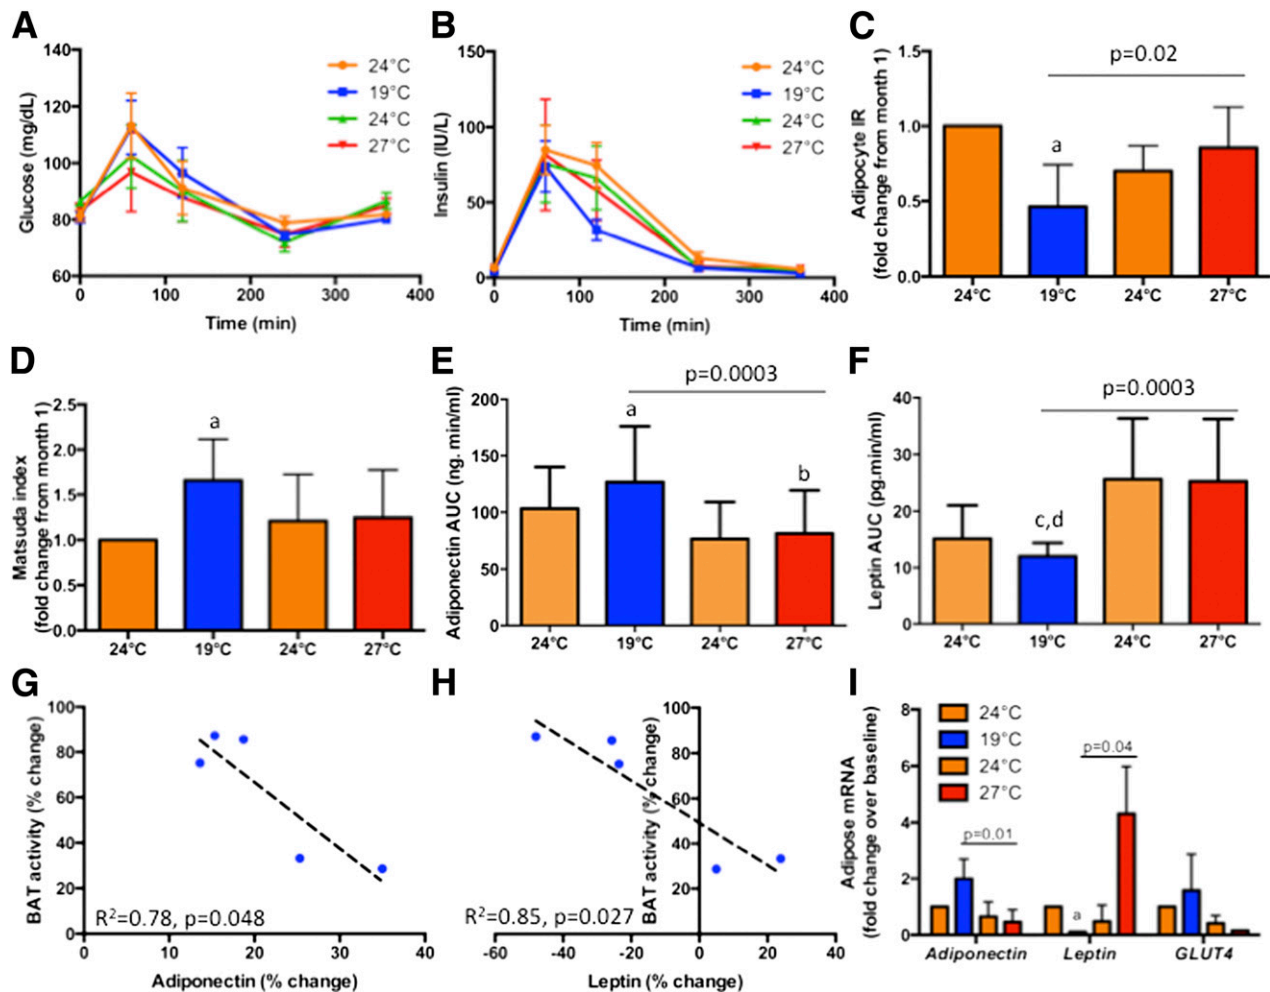 A
Glucose (mg/dL)
140
120
100
80
60
0
100
200
300
400
Time (min)
24°C
19°C
24°C
27°C
B
Insulin (IU/L)
150
100
50
0
0
100
200
300
400
Time (min)
24°C
19°C
24°C
27°C
C
Adipocyte IR
(fold change from month 1)
1.5
1.0
0.5
0.0
p=0.02
a
24°C
19°C
24°C
27°C
D
Matsuda index
(fold change from month 1)
2.5
2.0
1.5
1.0
0.5
0.0
a
24°C
19°C
24°C
27°C
E
Adiponectin AUC (ng. min/ml)
200
150
100
50
0
p=0.0003
a
b
24°C
19°C
24°C
27°C
F
Leptin AUC (pg.min/ml)
40
30
20
10
0
p=0.0003
c,d
24°C
19°C
24°C
27°C
G
BAT activity (% change)
100
80
60
40
20
0
R²=0.78, p=0.048
0
10
20
30
40
Adiponectin (% change)
H
BAT activity (% change)
100
80
60
40
20
R²=0.85, p=0.027
-60
-40
-20
0
20
40
Leptin (% change)
I
Adipose mRNA
(fold change over baseline)
8
6
4
2
0
24°C
19°C
24°C
27°C
p=0.01
a
p=0.04
Adiponectin
Leptin
GLUT4